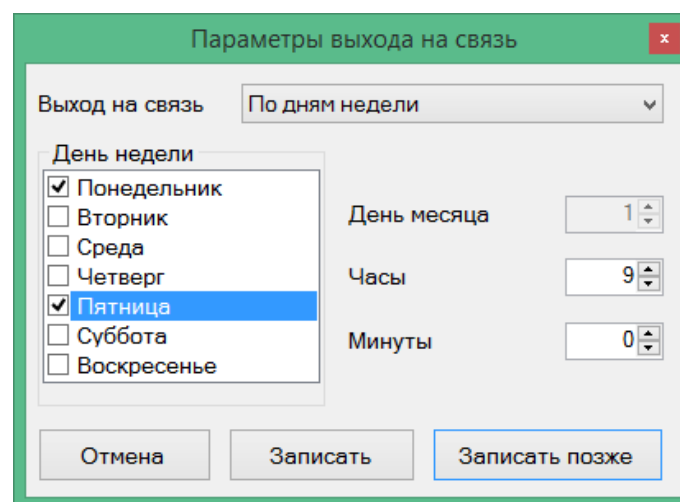 Параметры выхода на связь
x
Выход на связь По дням недели
День недели
Понедельник
Вторник
Среда
Четверг
Пятница
Суббота
Воскресенье
День месяца 1
Часы 9
Минуты 0
Отмена Записать Записать позже